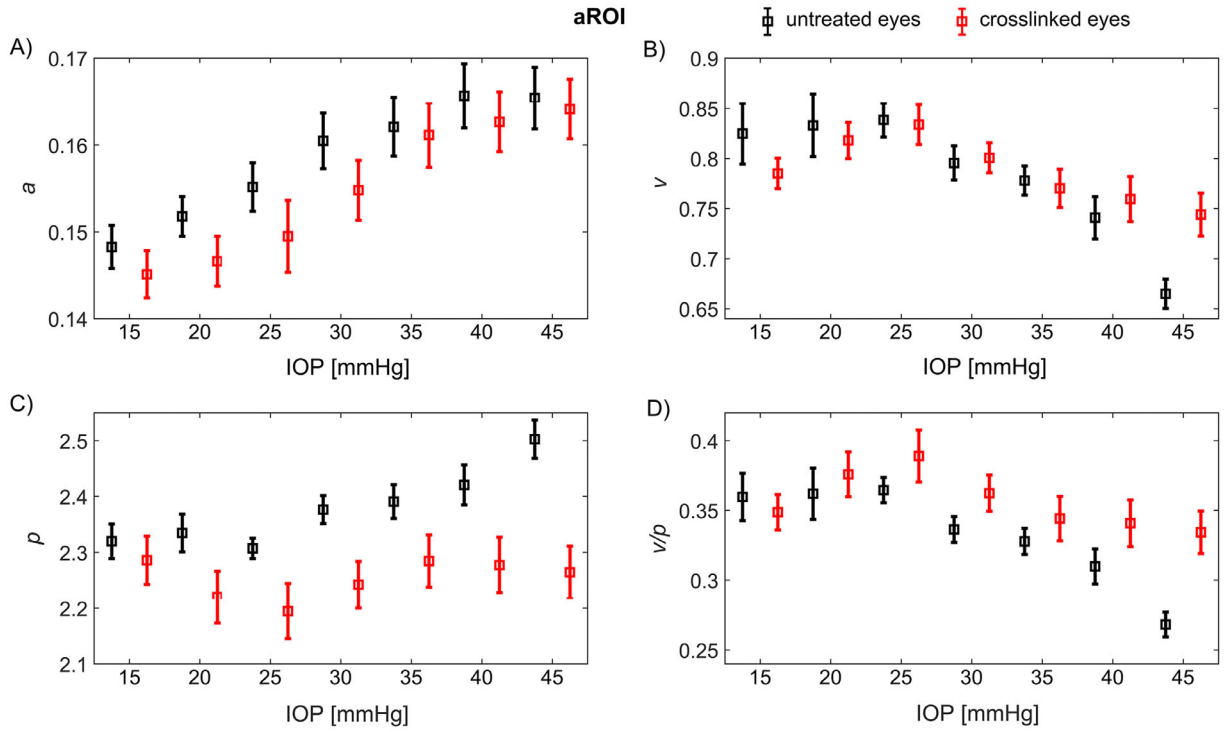 aROI
untreated eyes
crosslinked eyes
A)
0.17
0.16
0.15
0.14
a
15 20 25 30 35 40 45
IOP [mmHg]
B)
0.9
0.85
0.8
0.75
0.7
0.65
v
15 20 25 30 35 40 45
IOP [mmHg]
C)
2.5
2.4
2.3
2.2
2.1
p
15 20 25 30 35 40 45
IOP [mmHg]
D)
0.4
0.35
0.3
0.25
v/p
15 20 25 30 35 40 45
IOP [mmHg]